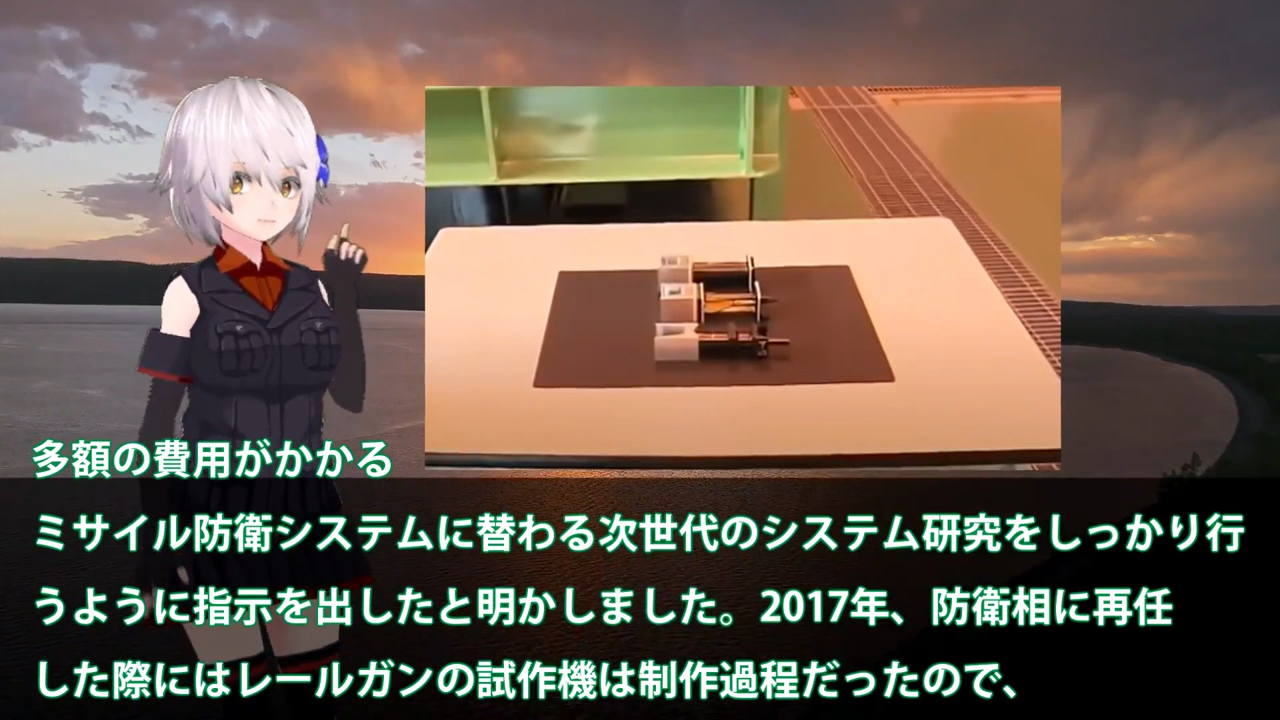 多額の費用がかかる
ミサイル防衛システムに替わる次世代のシステム研究をしっかり行
うように指示を出したと明かしました。2017年、防衛相に再任
した際にはレールガンの試作機は制作過程だったので、